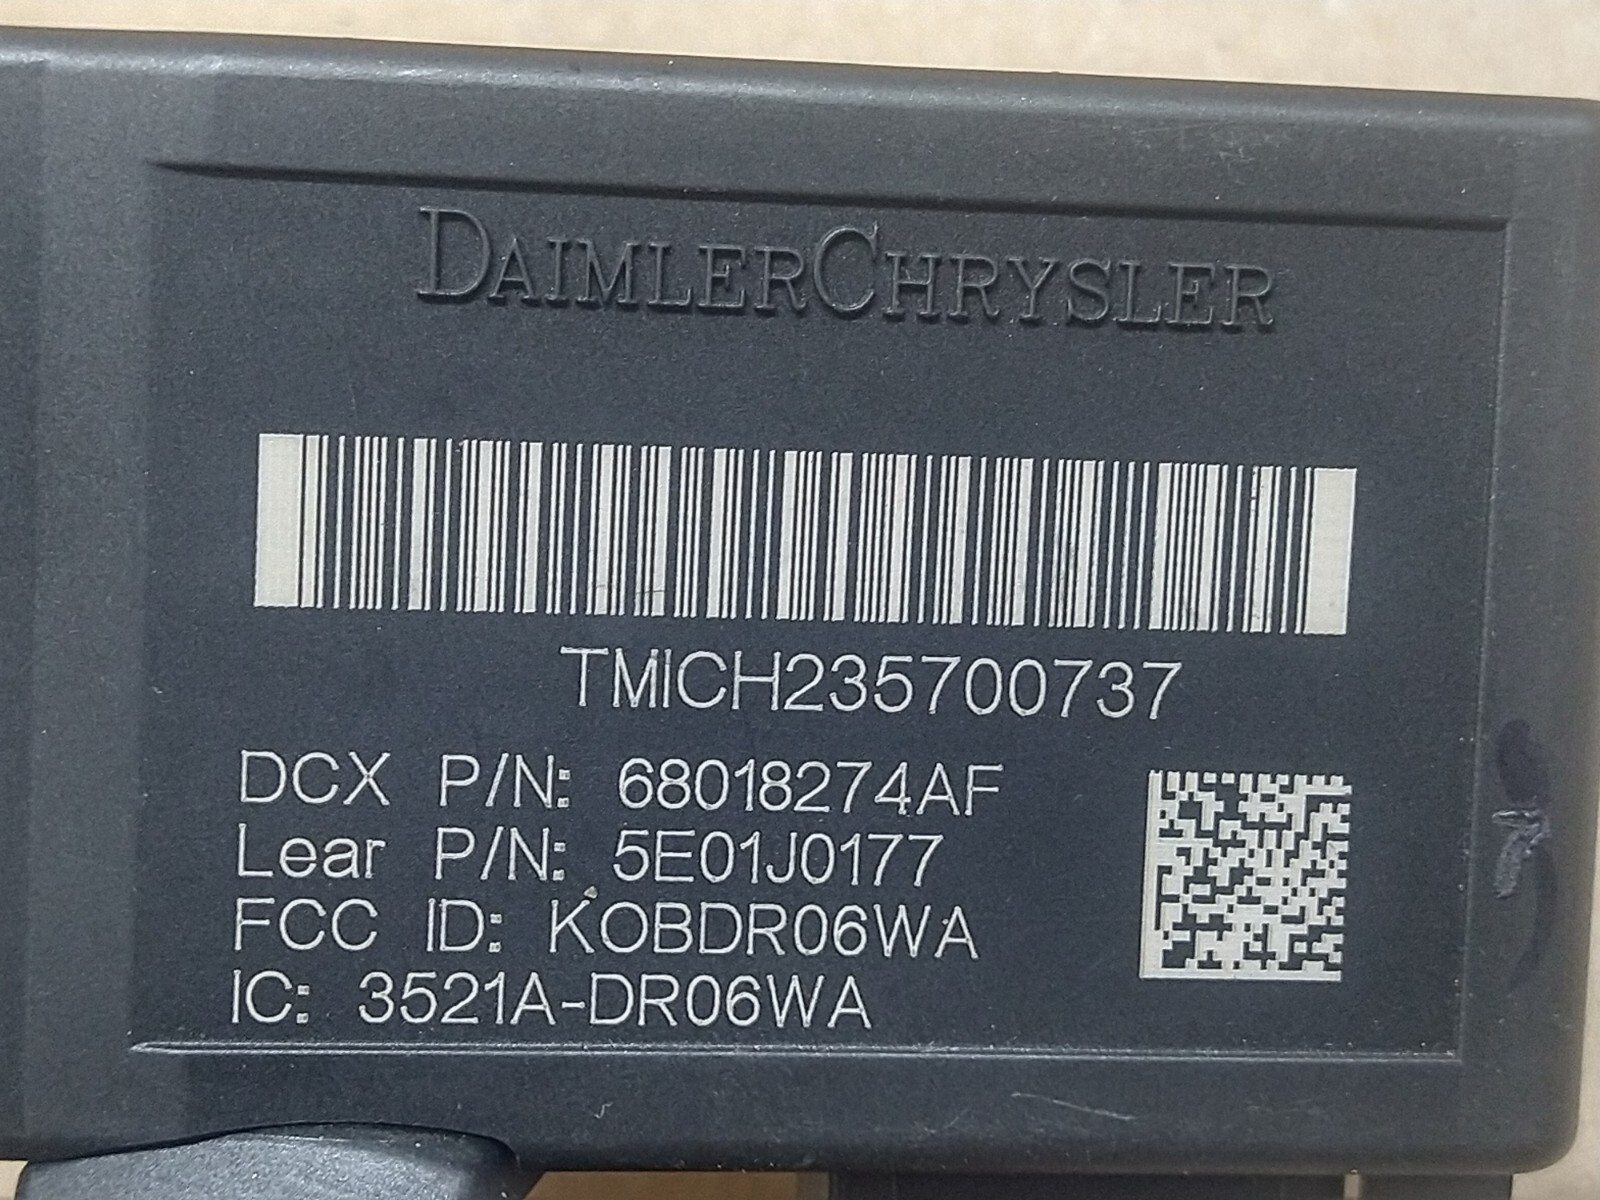 DAIMLERCHRYSLER
TMICH235700737
DCX P/N: 68018274AF
Lear P/N: 5E01J0177
FCC ID: KOBDR06WA
IC: 3521A-DR06WA